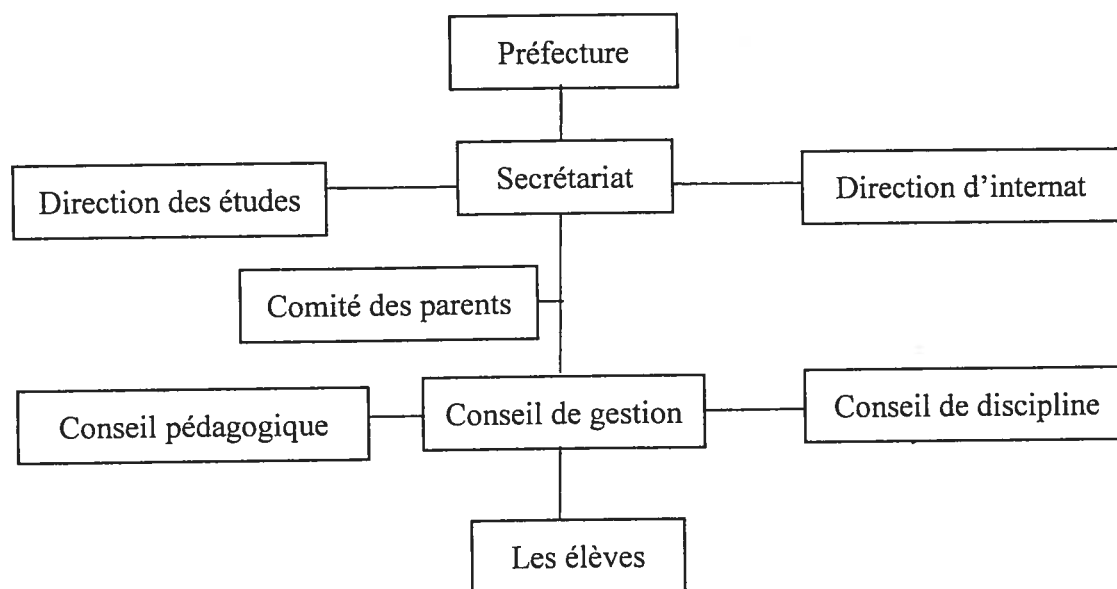 Préfecture
Secrétariat
Direction des études
Direction d'internat
Comité des parents
Conseil pédagogique
Conseil de gestion
Conseil de discipline
Les élèves